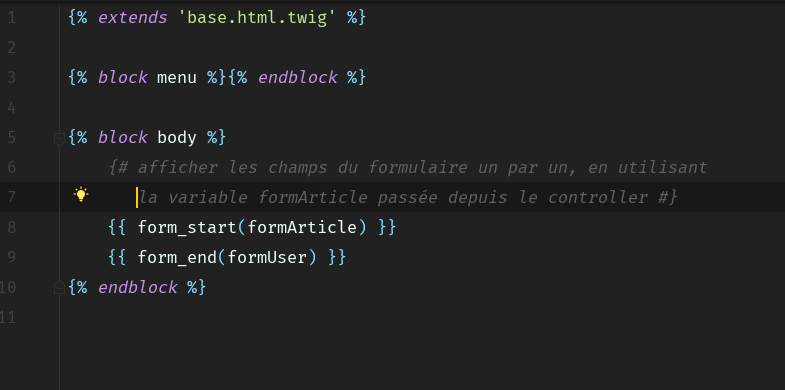 1 {% extends 'base.html.twig' %}
2
3 {% block menu %}{% endblock %}
4
5 {% block body %}
6 {# afficher les champs du formulaire un par un, en utilisant
7 la variable formArticle passée depuis le controller #}
8 {{ form_start(formArticle) }}
9 {{ form_end(formUser) }}
10 {% endblock %}
11